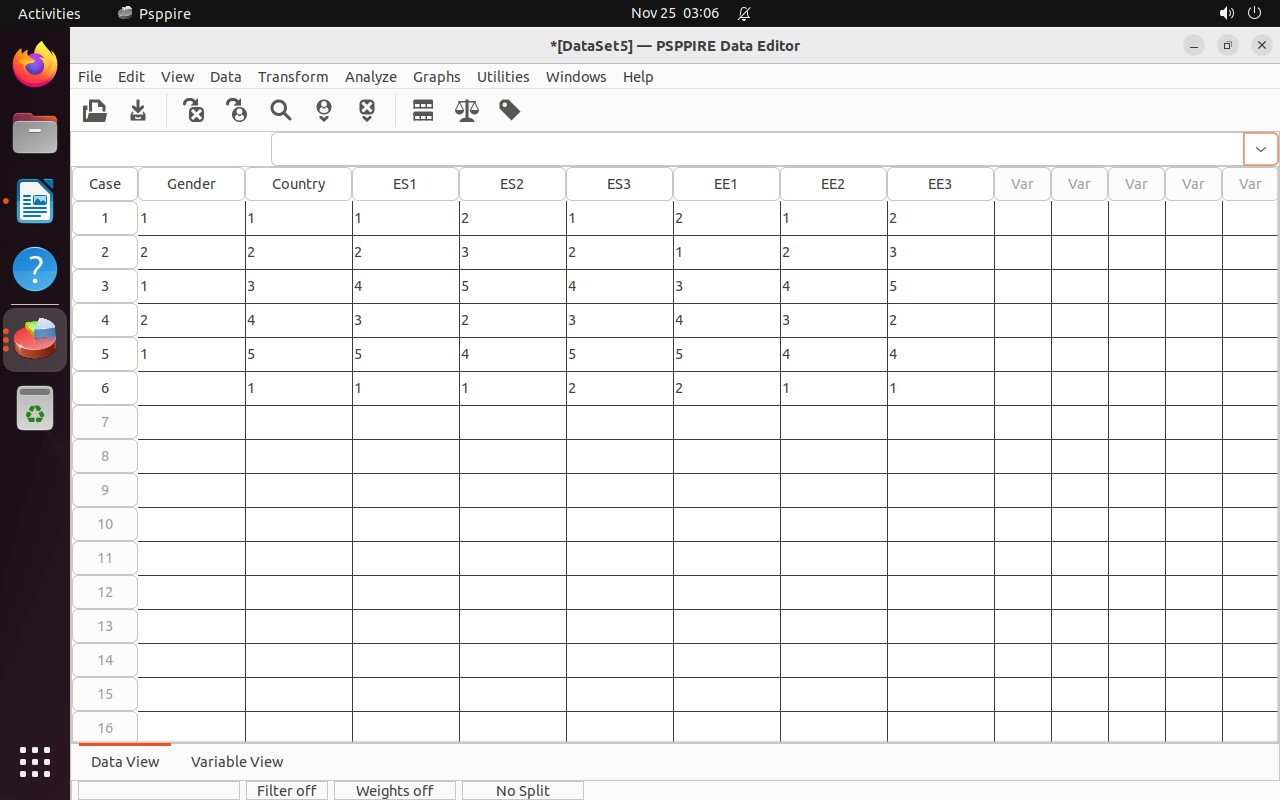 Activities Psppire Nov 25 03:06
*[DataSet5] — PSPPIRE Data Editor
File Edit View Data Transform Analyze Graphs Utilities Windows Help
Case Gender Country ES1 ES2 ES3 EE1 EE2 EE3 Var Var Var Var Var
1 1 1 1 2 1 2 1 2
2 2 2 2 3 2 1 2 3
3 1 3 4 5 4 3 4 5
4 2 4 3 2 3 4 3 2
5 1 5 5 4 5 5 4 4
6 1 1 1 2 2 1 1
7
8
9
10
11
12
13
14
15
16
Data View Variable View
Filter off Weights off No Split